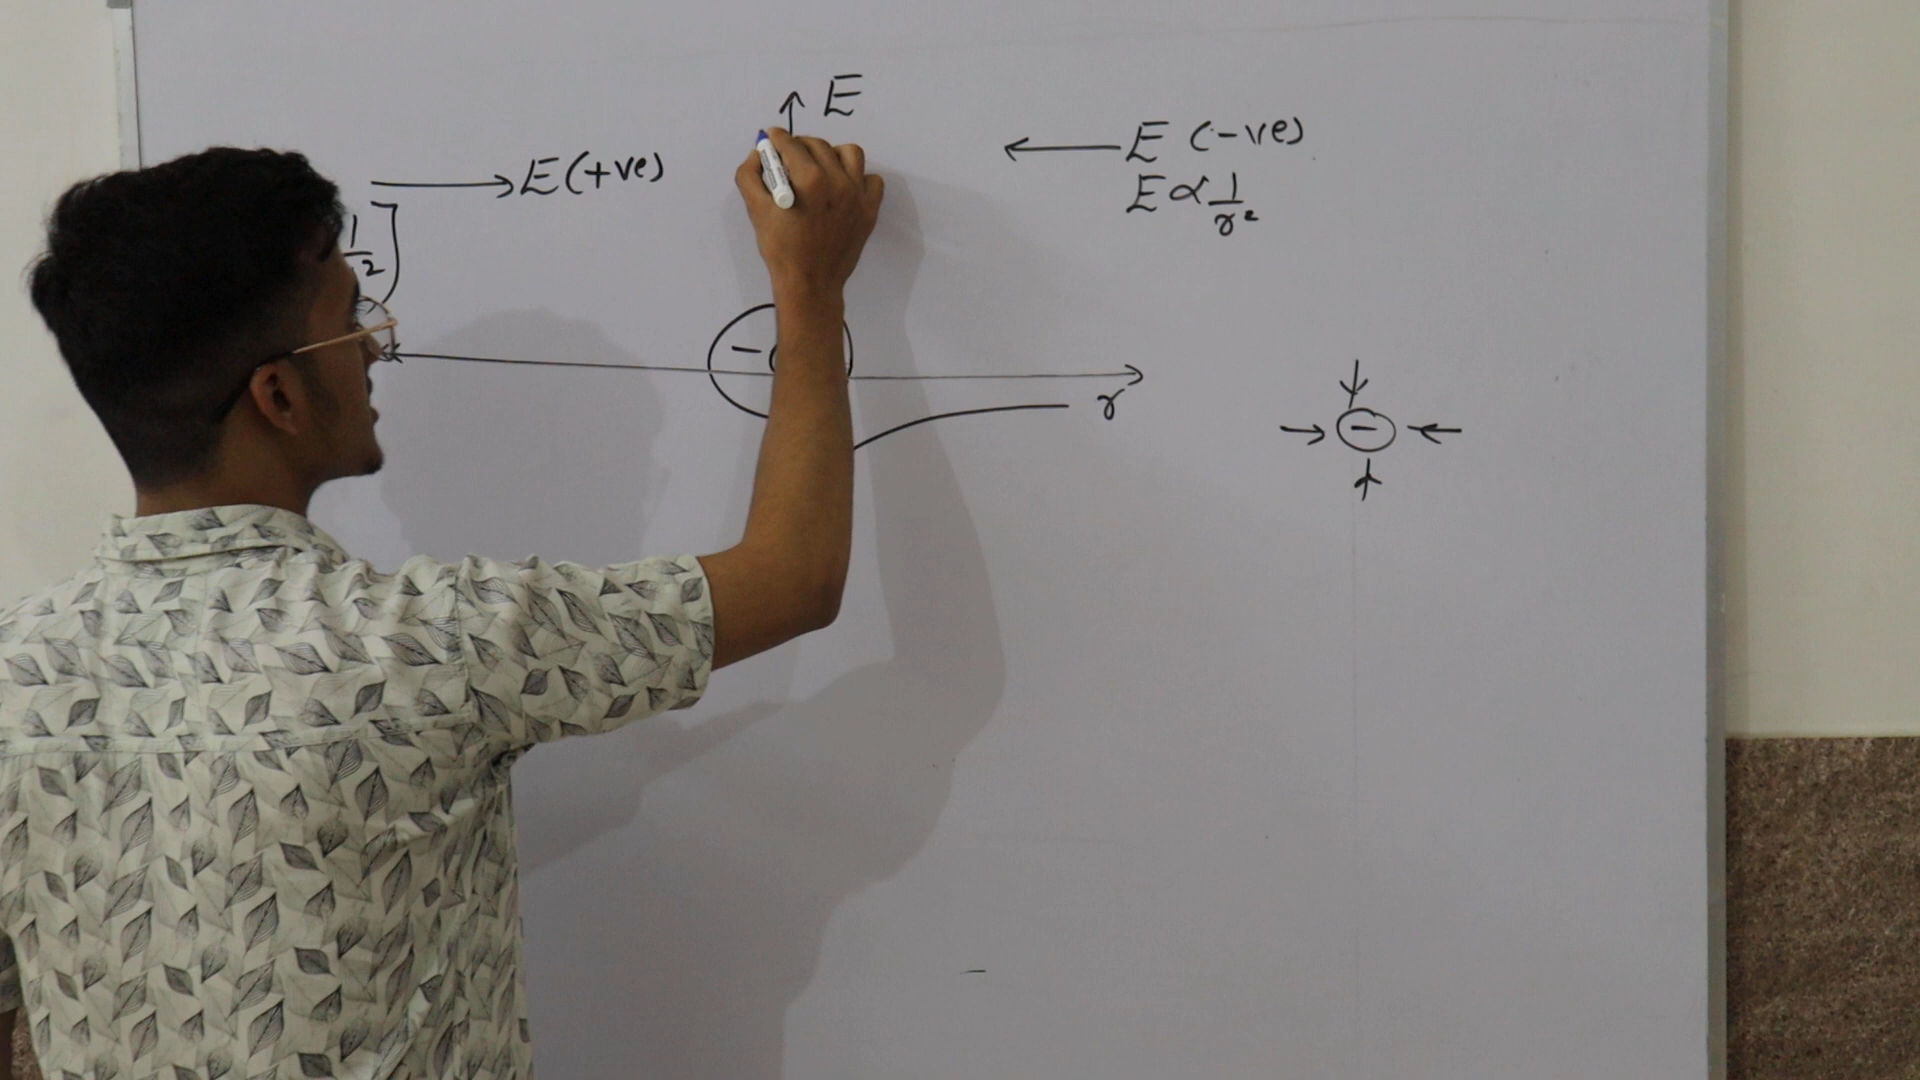 E
E (-ve)
E(+ve)
E ∝ 1/r²
1
2
-
r
-